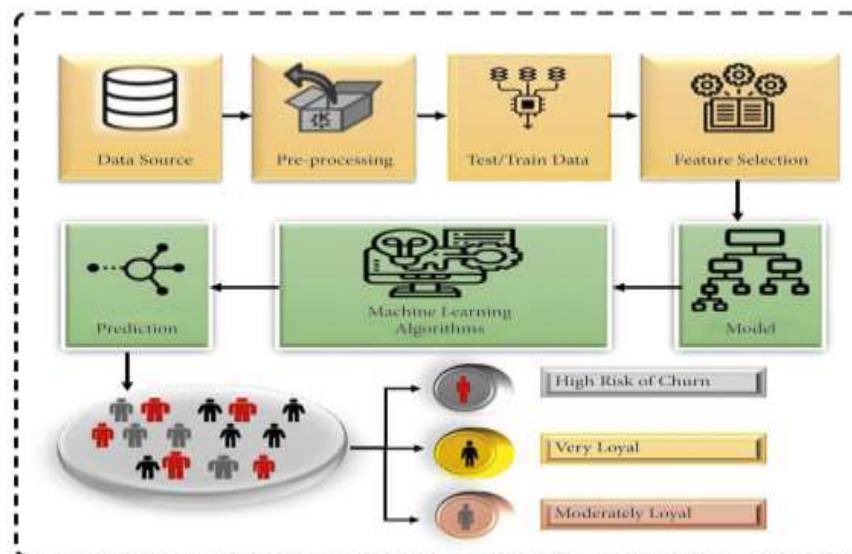 Data Source
Pre-processing
Test/Train Data
Feature Selection
Prediction
Machine Learning
Algorithms
Model
High Risk of Churn
Very Loyal
Moderately Loyal